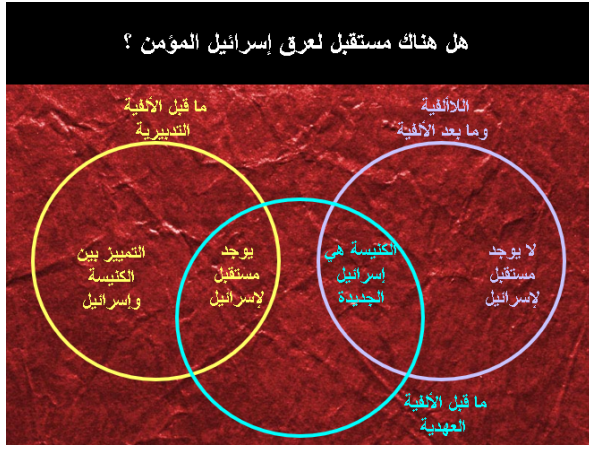 هل هناك مستقبل لعرق إسرائيل المؤمن ؟
ما قبل الألفية
التدبيرية
اللاألفية
وما بعد الألفية
التمييز بين
الكنيسة
وإسرائيل
يوجد
مستقبل
لإسرائيل
الكنيسة هي
إسرائيل
الجديدة
لا يوجد
مستقبل
لإسرائيل
ما قبل الألفية
العهدية